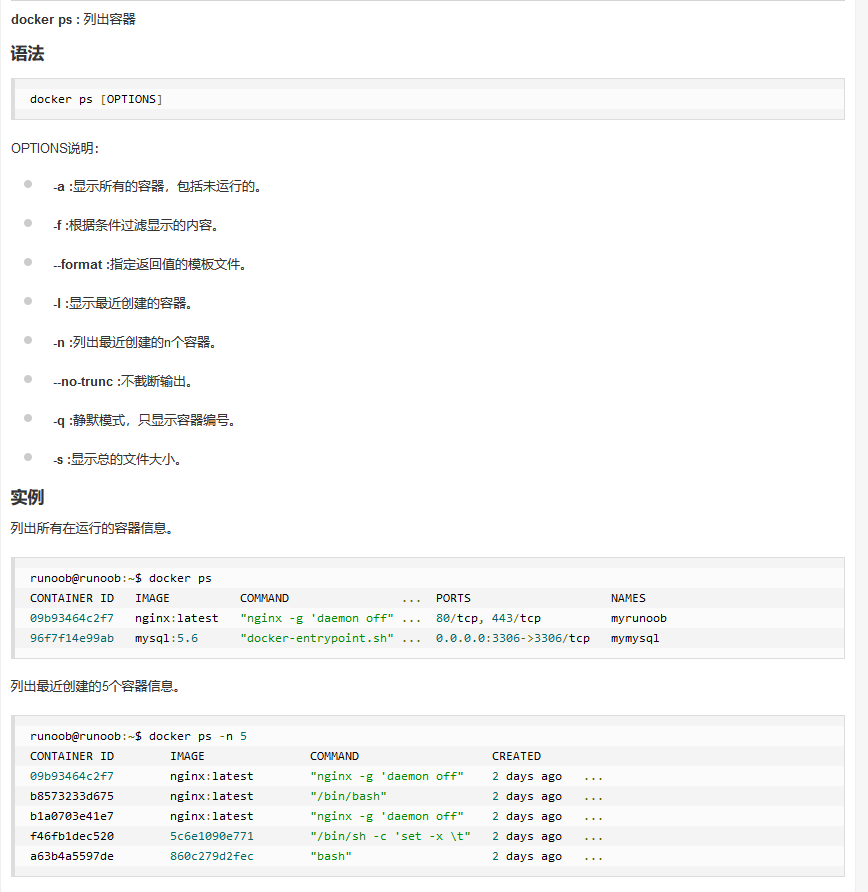 docker ps : 列出容器
语法
docker ps [OPTIONS]
OPTIONS说明：
-a :显示所有的容器，包括未运行的。
-f :根据条件过滤显示的内容。
--format :指定返回值的模板文件。
-l :显示最近创建的容器。
-n :列出最近创建的n个容器。
--no-trunc :不截断输出。
-q :静默模式，只显示容器编号。
-s :显示总的文件大小。
实例
列出所有在运行的容器信息。
runoob@runoob:~$ docker ps
CONTAINER ID   IMAGE          COMMAND                ...  PORTS                    NAMES
09b93464c2f7   nginx:latest   "nginx -g 'daemon off" ...  80/tcp, 443/tcp          myrunoob
96f7f14e99ab   mysql:5.6      "docker-entrypoint.sh" ...  0.0.0.0:3306->3306/tcp   mymysql
列出最近创建的5个容器信息。
runoob@runoob:~$ docker ps -n 5
CONTAINER ID        IMAGE               COMMAND                   CREATED
09b93464c2f7        nginx:latest        "nginx -g 'daemon off"    2 days ago   ...
b8573233d675        nginx:latest        "/bin/bash"               2 days ago   ...
b1a0703e41e7        nginx:latest        "nginx -g 'daemon off"    2 days ago   ...
f46fb1dec520        5c6e1090e771        "/bin/sh -c 'set -x \t"   2 days ago   ...
a63b4a5597de        860c279d2fec        "bash"                    2 days ago   ...